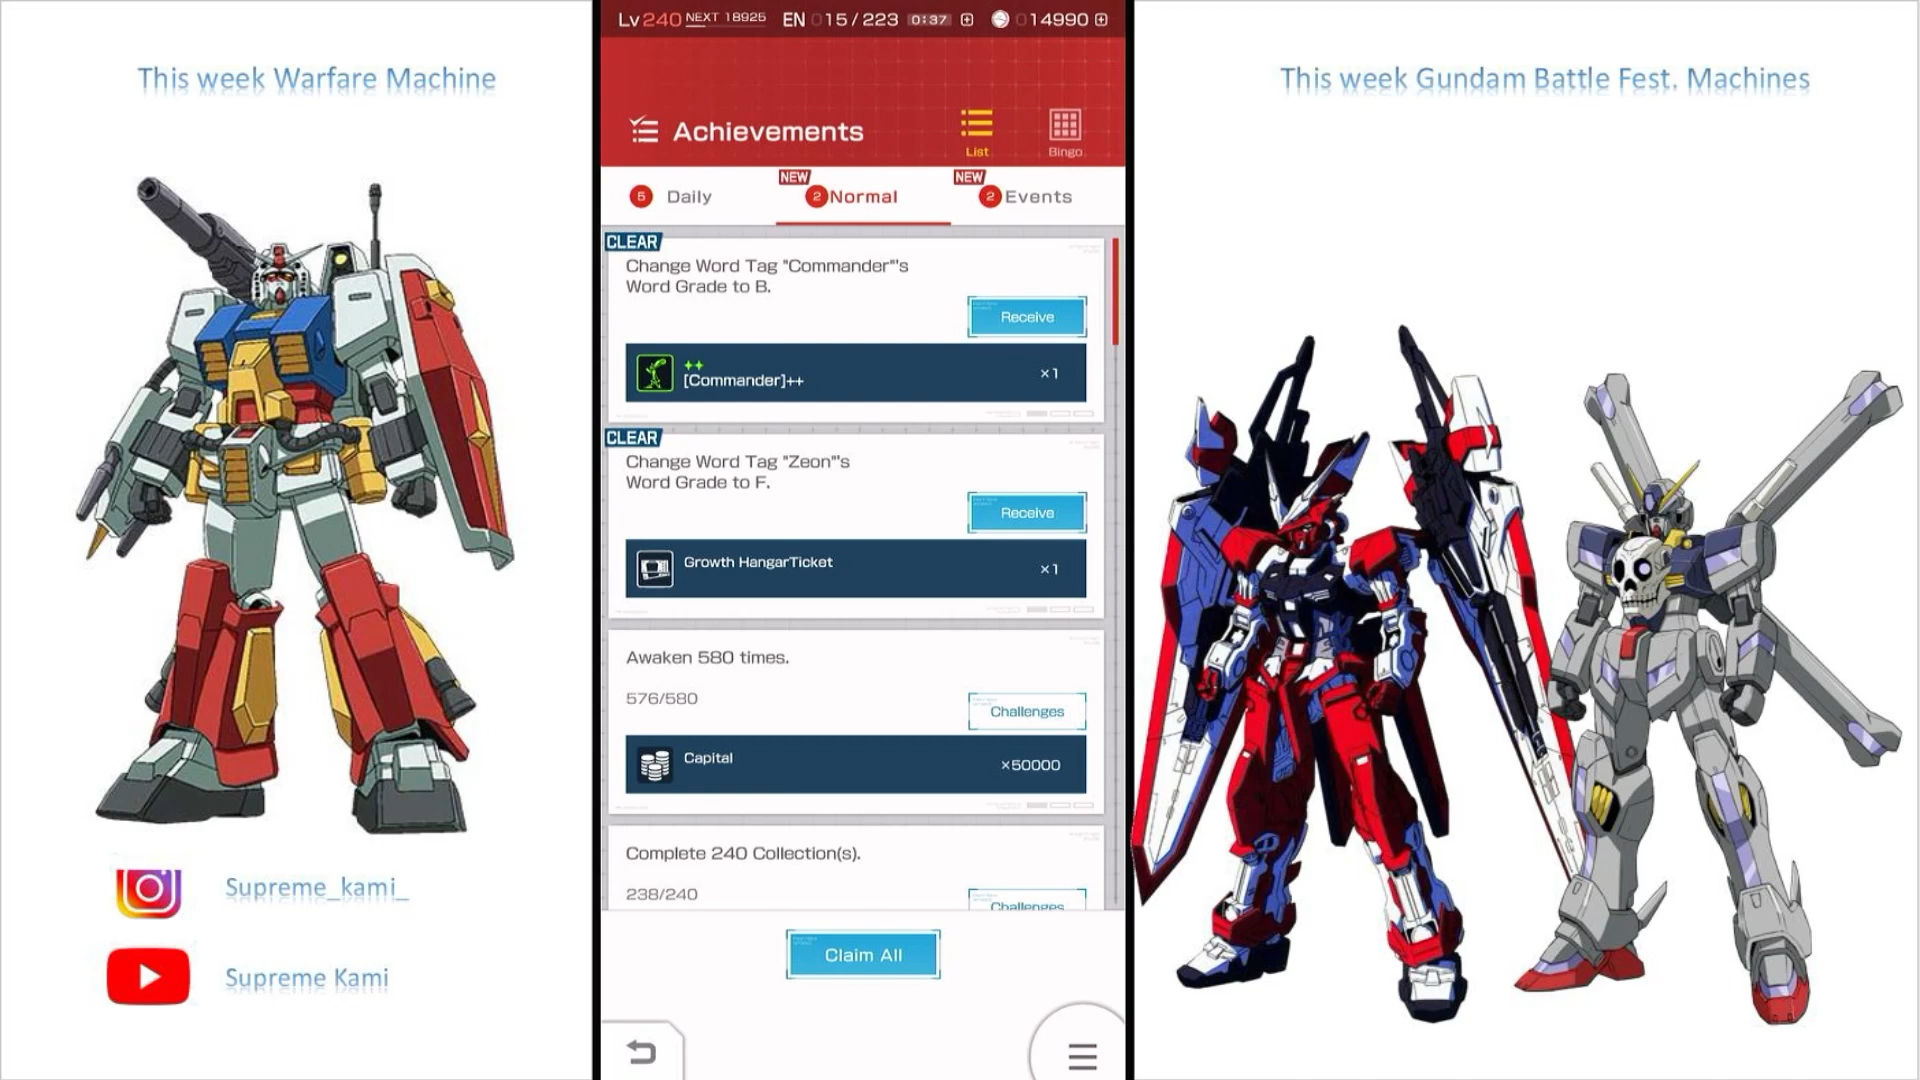 This week Warfare Machine
Supreme_kami_
Supreme Kami
Lv 240 NEXT 18925 EN 015/223 0:37 014990
Achievements
List
Bingo
5 Daily
NEW
2 Normal
NEW
2 Events
CLEAR
Change Word Tag "Commander"'s
Word Grade to B.
Receive
[Commander]++
×1
CLEAR
Change Word Tag "Zeon"'s
Word Grade to F.
Receive
Growth HangarTicket
×1
Awaken 580 times.
576/580
Challenges
Capital
×50000
Complete 240 Collection(s).
238/240
Challenges
Claim All
This week Gundam Battle Fest. Machines